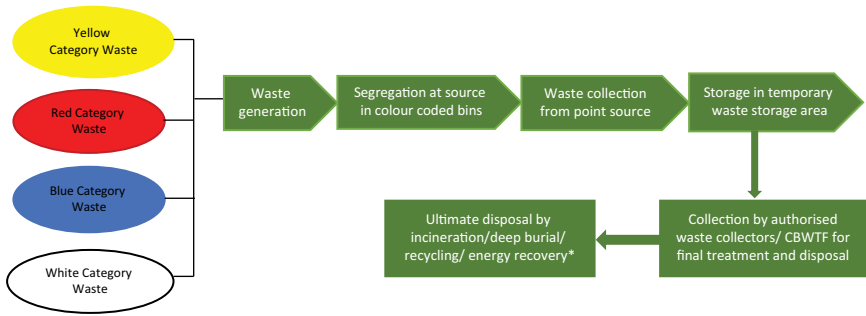 Yellow
Category Waste
Red Category
Waste
Blue Category
Waste
White Category
Waste
Waste
generation
Segregation at source
in colour coded bins
Waste collection
from point source
Storage in temporary
waste storage area
Collection by authorised
waste collectors/ CBWTF for
final treatment and disposal
Ultimate disposal by
incineration/deep burial/
recycling/ energy recovery*